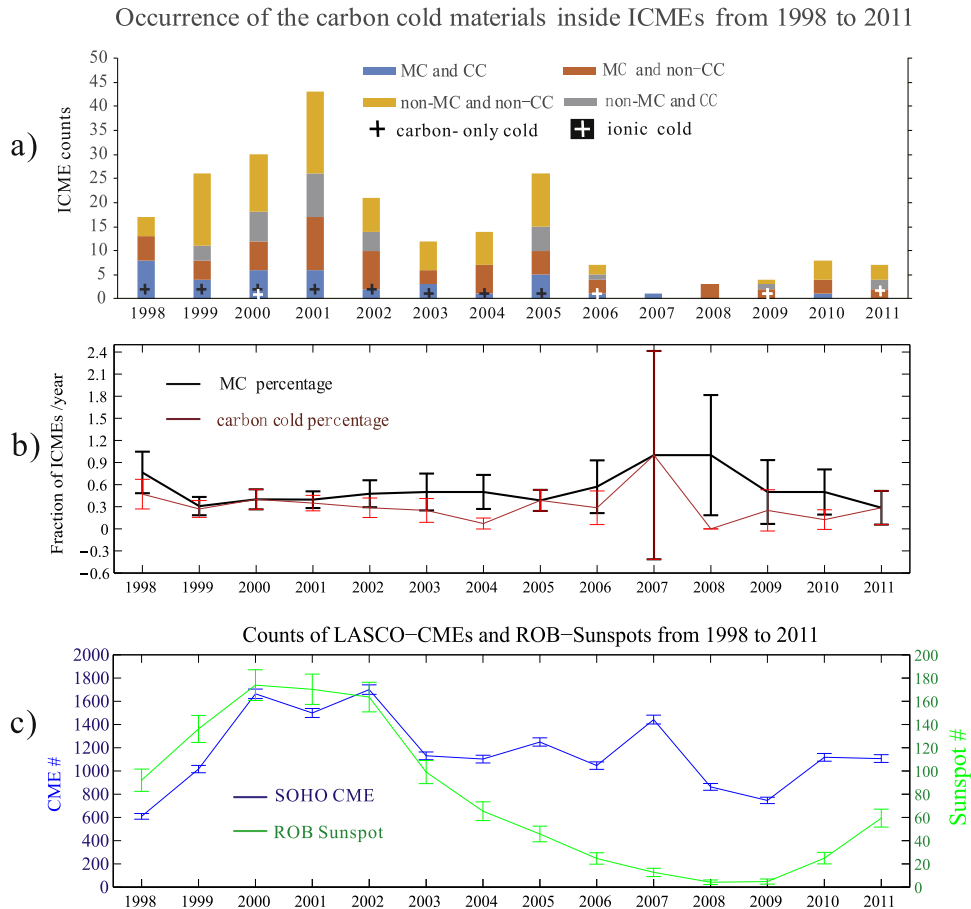 Occurrence of the carbon cold materials inside ICMEs from 1998 to 2011
a)
ICME counts
50
45
40
35
30
25
20
15
10
5
0
MC and CC
MC and non-CC
non-MC and non-CC
non-MC and CC
carbon-only cold
ionic cold
1998 1999 2000 2001 2002 2003 2004 2005 2006 2007 2008 2009 2010 2011
b)
Fraction of ICMEs /year
2.4
2.1
1.8
1.5
1.2
0.9
0.6
0.3
0
−0.3
−0.6
MC percentage
carbon cold percentage
1998 1999 2000 2001 2002 2003 2004 2005 2006 2007 2008 2009 2010 2011
Counts of LASCO−CMEs and ROB−Sunspots from 1998 to 2011
c)
CME #
2000
1800
1600
1400
1200
1000
800
600
400
200
0
SOHO CME
ROB Sunspot
200
180
160
140
120
100
80
60
40
20
0
Sunspot #
1998 1999 2000 2001 2002 2003 2004 2005 2006 2007 2008 2009 2010 2011